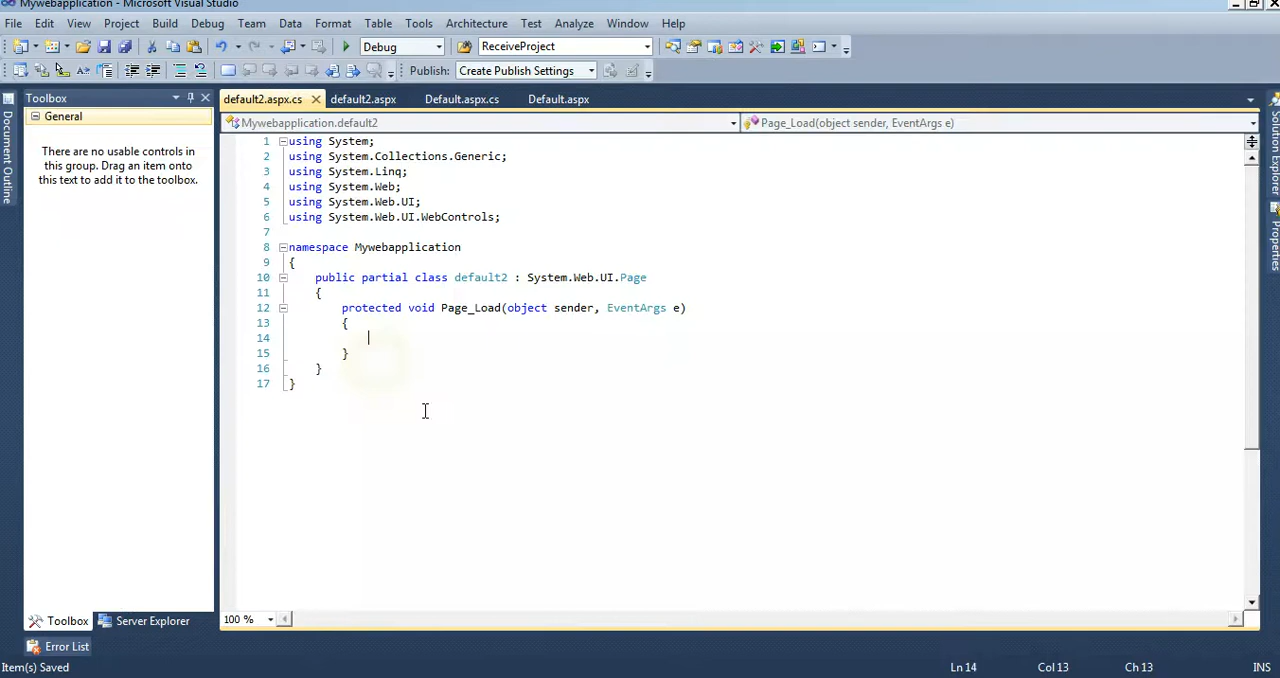 Mywebapplication - Microsoft Visual Studio
File Edit View Project Build Debug Team Data Format Table Tools Architecture Test Analyze Window Help
Debug ReceiveProject
Publish: Create Publish Settings
Toolbox
default2.aspx.cs default2.aspx Default.aspx.cs Default.aspx
General
There are no usable controls in
this group. Drag an item onto
this text to add it to the toolbox.
Document Outline
Mywebapplication.default2 Page_Load(object sender, EventArgs e)
1 using System;
2 using System.Collections.Generic;
3 using System.Linq;
4 using System.Web;
5 using System.Web.UI;
6 using System.Web.UI.WebControls;
7
8 namespace Mywebapplication
9 {
10 public partial class default2 : System.Web.UI.Page
11 {
12 protected void Page_Load(object sender, EventArgs e)
13 {
14
15 }
16 }
17 }
Solution Explorer
Properties
100 %
Toolbox Server Explorer
Error List
Item(s) Saved Ln 14 Col 13 Ch 13 INS